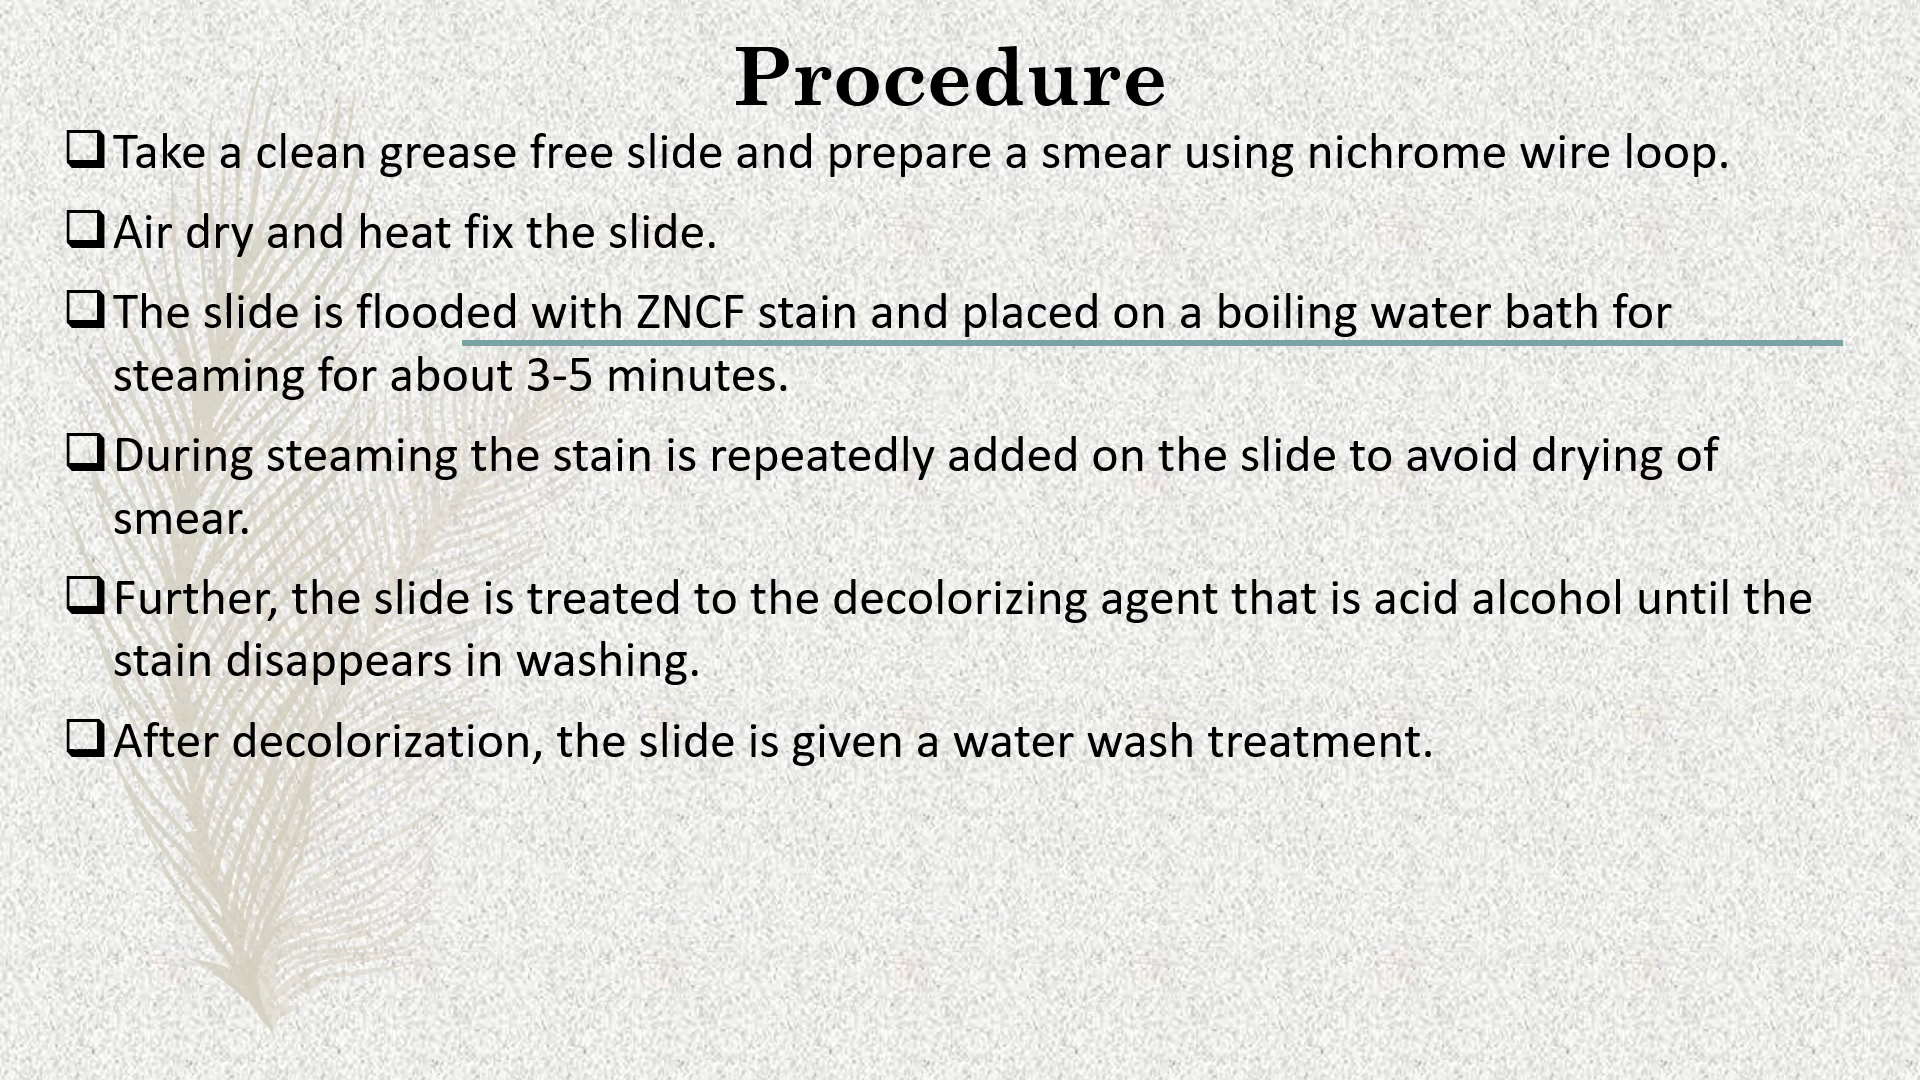 Procedure
❑Take a clean grease free slide and prepare a smear using nichrome wire loop.
❑Air dry and heat fix the slide.
❑The slide is flooded with ZNCF stain and placed on a boiling water bath for
steaming for about 3-5 minutes.
❑During steaming the stain is repeatedly added on the slide to avoid drying of
smear.
❑Further, the slide is treated to the decolorizing agent that is acid alcohol until the
stain disappears in washing.
❑After decolorization, the slide is given a water wash treatment.